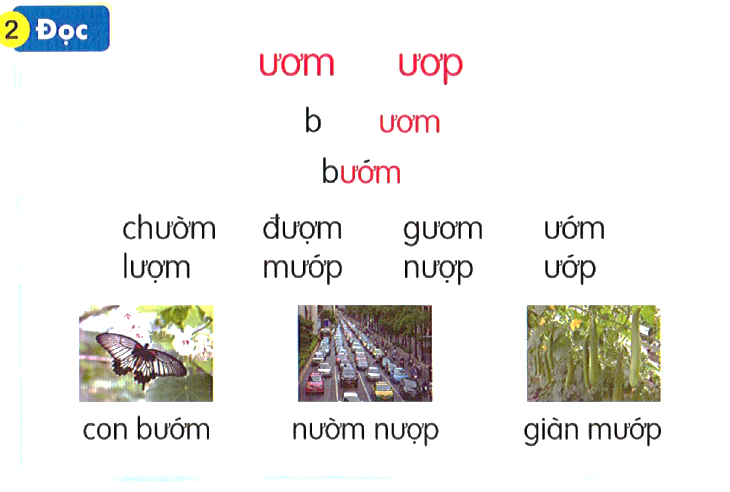 2 Đọc
ươm ươp
b ươm
bướm
chườm đượm gươm ướm
lượm mướp nượp ướp
con bướm nườm nượp giàn mướp